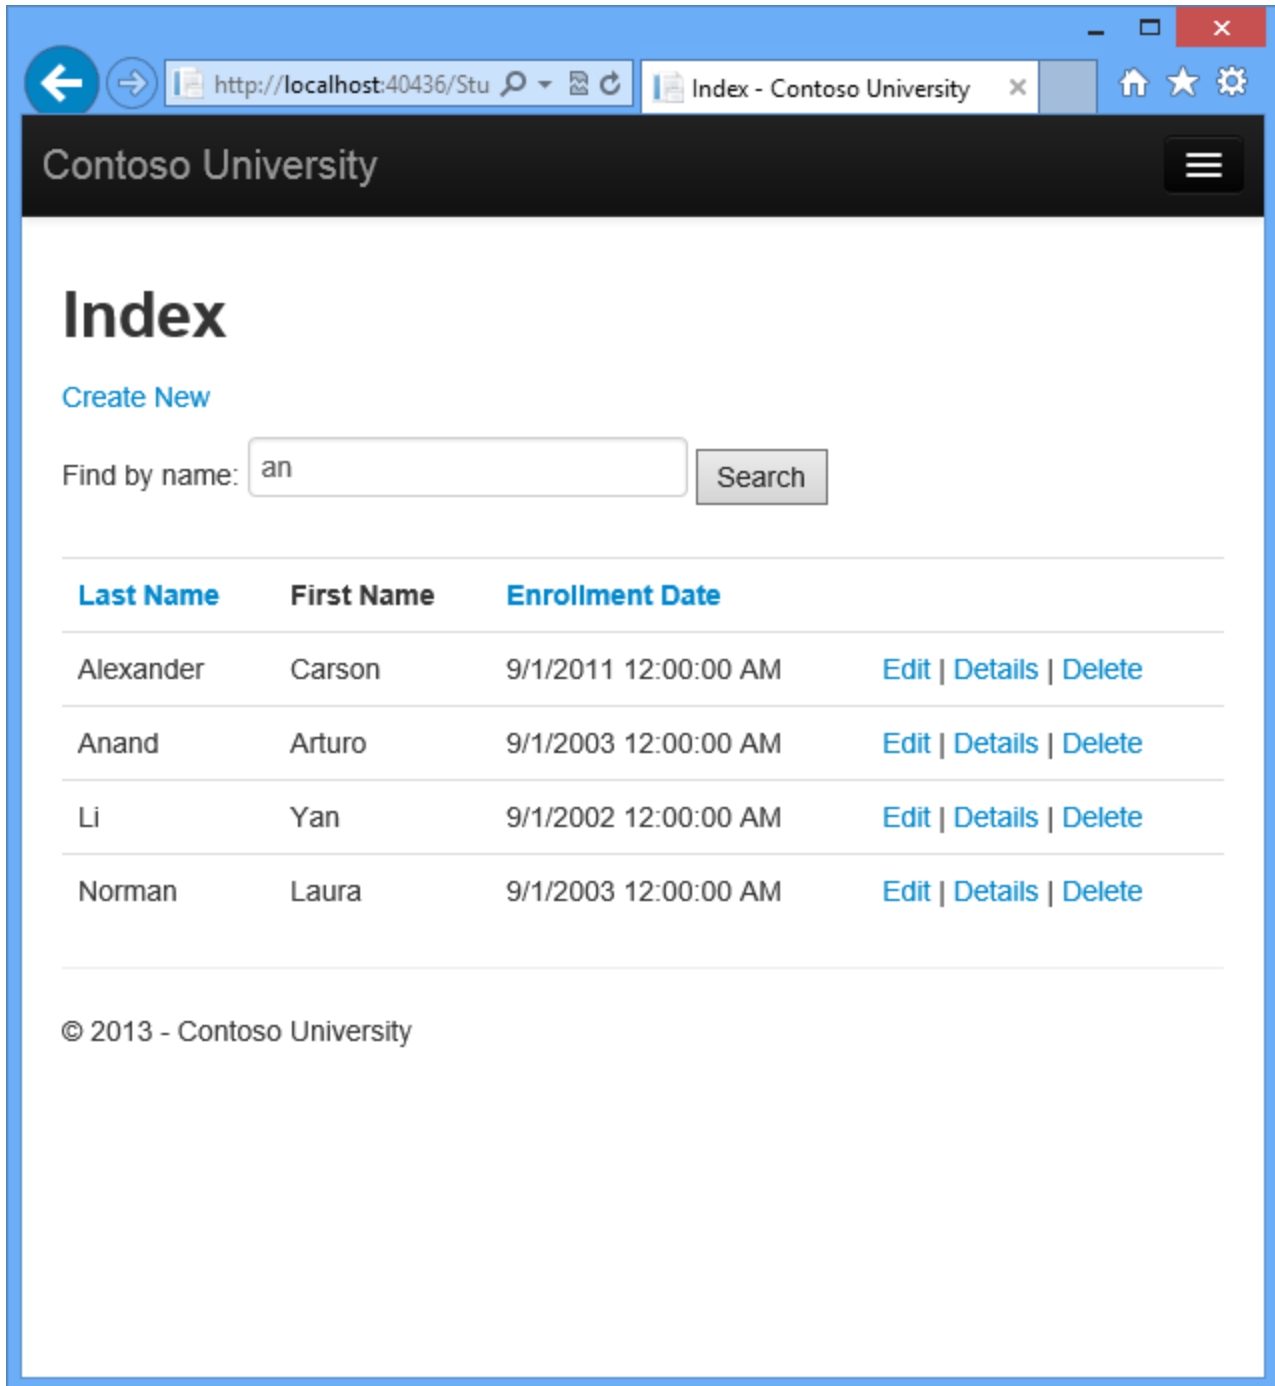 http://localhost:40436/Stu
Index - Contoso University
Contoso University
Index
Create New
Find by name: an Search
Last Name First Name Enrollment Date
Alexander Carson 9/1/2011 12:00:00 AM Edit | Details | Delete
Anand Arturo 9/1/2003 12:00:00 AM Edit | Details | Delete
Li Yan 9/1/2002 12:00:00 AM Edit | Details | Delete
Norman Laura 9/1/2003 12:00:00 AM Edit | Details | Delete
© 2013 - Contoso University